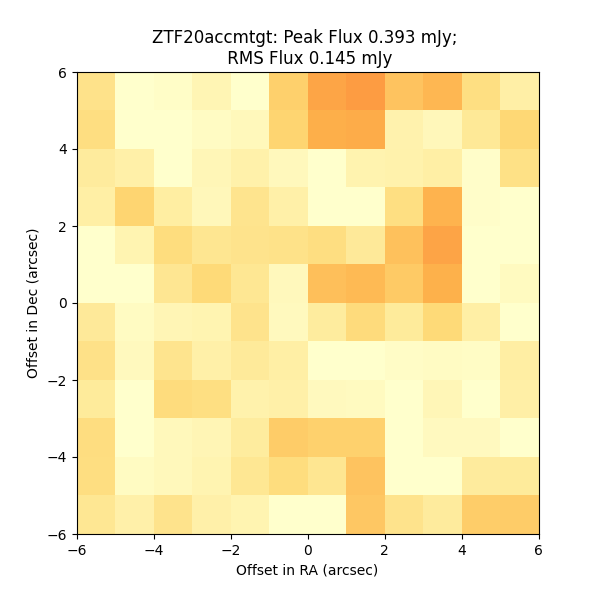 ZTF20accmtgt: Peak Flux 0.393 mJy;
RMS Flux 0.145 mJy
6
4
2
0
−2
−4
−6
Offset in Dec (arcsec)
−6 −4 −2 0 2 4 6
Offset in RA (arcsec)